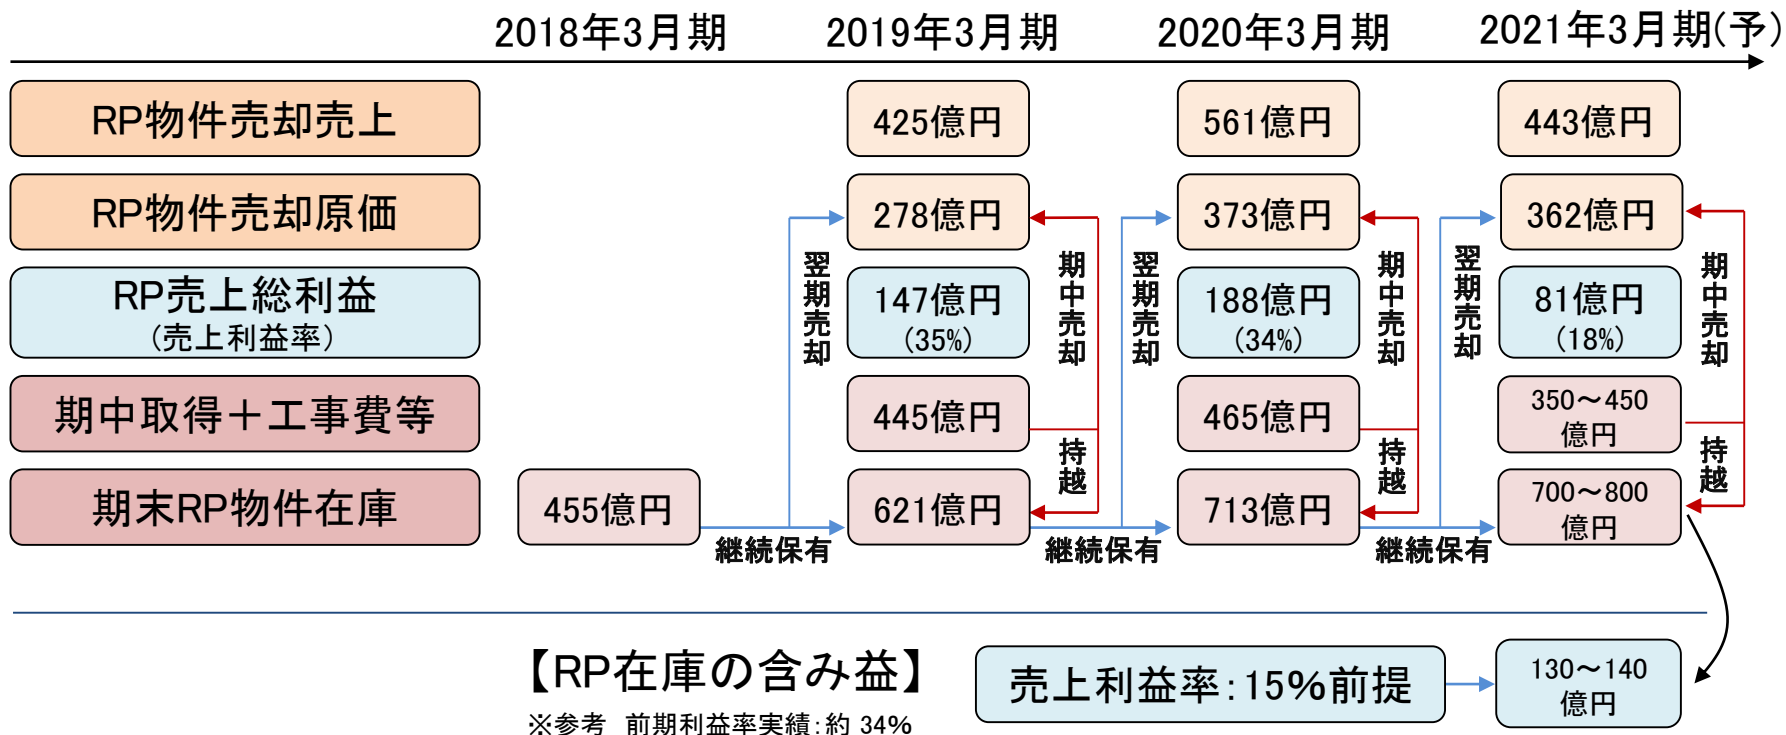 2018年3月期 2019年3月期 2020年3月期 2021年3月期(予)
RP物件売却売上 425億円 561億円 443億円
RP物件売却原価 278億円 373億円 362億円
RP売上総利益 147億円 188億円 81億円
(売上利益率) (35%) (34%) (18%)
翌期売却 期中売却 翌期売却 期中売却 翌期売却 期中売却
期中取得＋工事費等 445億円 465億円 350～450
億円
持越 持越 持越
期末RP物件在庫 455億円 621億円 713億円 700～800
億円
継続保有 継続保有 継続保有
【RP在庫の含み益】 売上利益率：15％前提 130～140
億円
※参考 前期利益率実績：約 34%